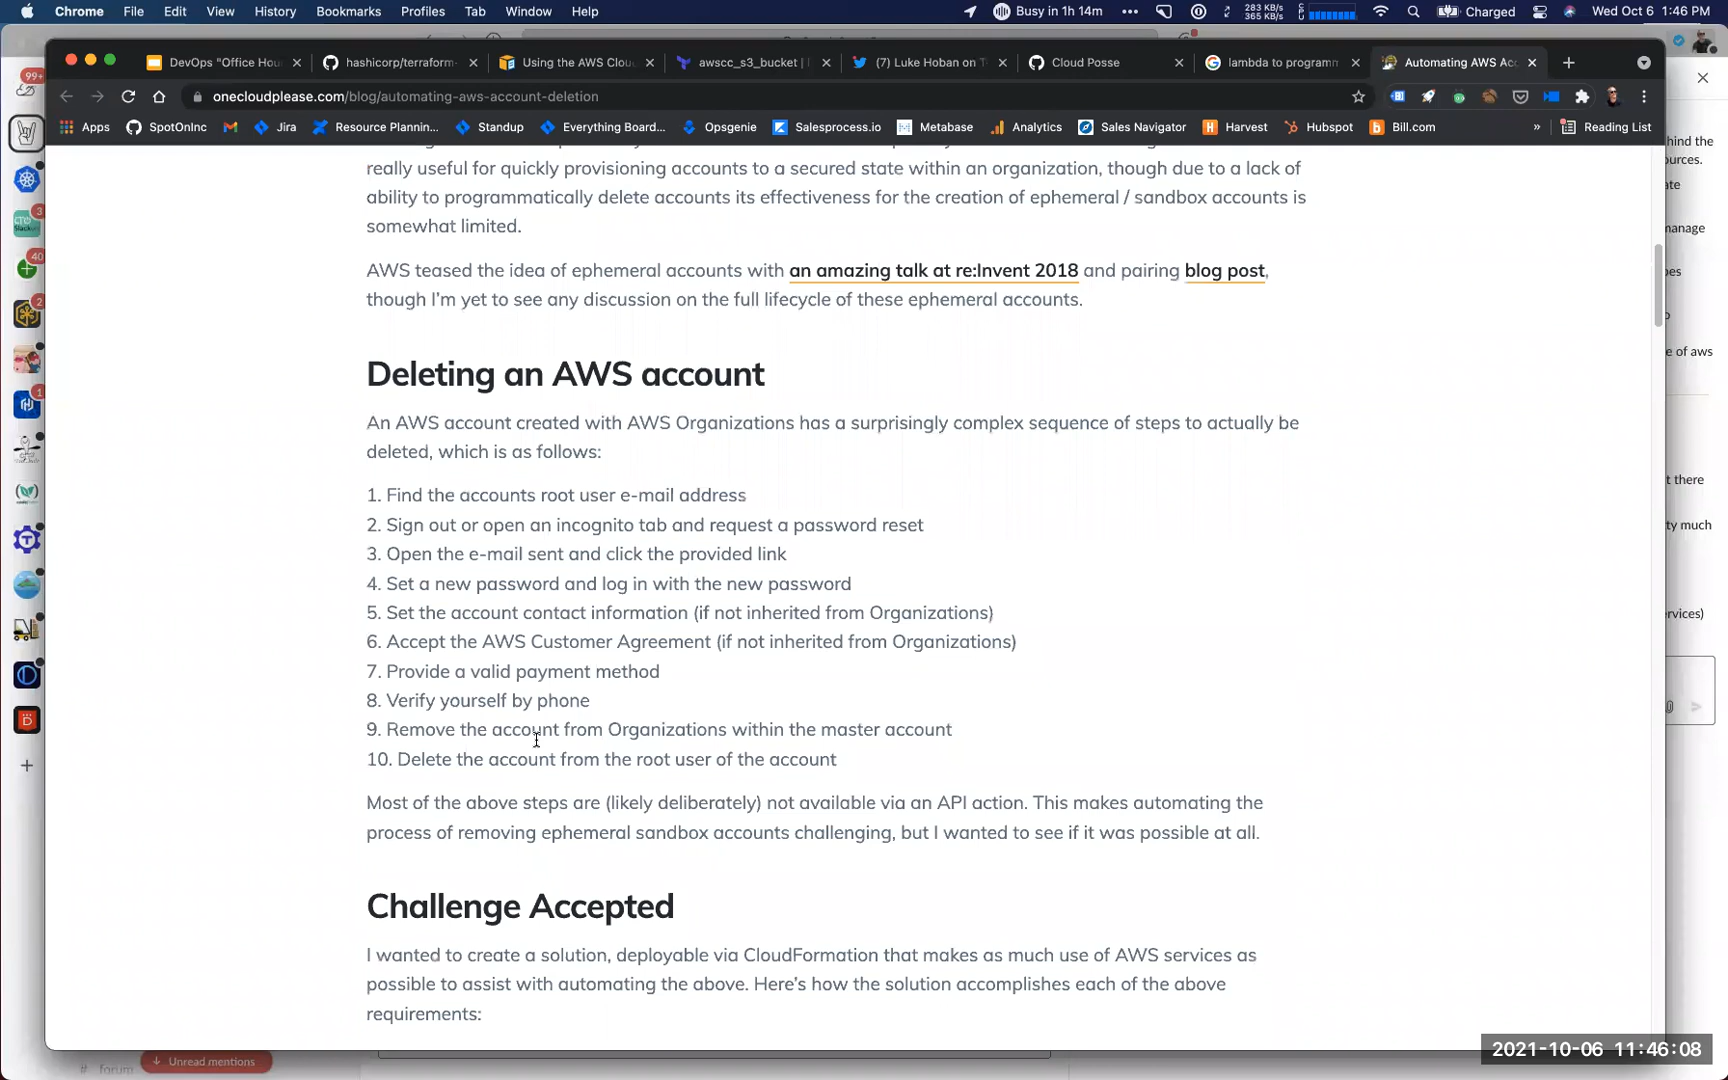 Chrome File Edit View History Bookmarks Profiles Tab Window Help Busy in 1h 14m 283 KB/s 365 KB/s Charged Wed Oct 6 1:46 PM
DevOps "Office Hou hashicorp/terraform- Using the AWS Clou awscc_s3_bucket | (7) Luke Hoban on T Cloud Posse lambda to programm Automating AWS Ac
99+
onecloudplease.com/blog/automating-aws-account-deletion
Apps SpotOnInc Jira Resource Plannin... Standup Everything Board... Opsgenie Salesprocess.io Metabase Analytics Sales Navigator Harvest Hubspot Bill.com » Reading List
hind the
ources.
really useful for quickly provisioning accounts to a secured state within an organization, though due to a lack of
ability to programmatically delete accounts its effectiveness for the creation of ephemeral / sandbox accounts is
somewhat limited.
manage
AWS teased the idea of ephemeral accounts with an amazing talk at re:Invent 2018 and pairing blog post,
though I'm yet to see any discussion on the full lifecycle of these ephemeral accounts.
e of aws
Deleting an AWS account
An AWS account created with AWS Organizations has a surprisingly complex sequence of steps to actually be
deleted, which is as follows:
t there
1. Find the accounts root user e-mail address
2. Sign out or open an incognito tab and request a password reset
ty much
3. Open the e-mail sent and click the provided link
4. Set a new password and log in with the new password
5. Set the account contact information (if not inherited from Organizations)
rvices)
6. Accept the AWS Customer Agreement (if not inherited from Organizations)
7. Provide a valid payment method
8. Verify yourself by phone
9. Remove the account from Organizations within the master account
10. Delete the account from the root user of the account
Most of the above steps are (likely deliberately) not available via an API action. This makes automating the
process of removing ephemeral sandbox accounts challenging, but I wanted to see if it was possible at all.
Challenge Accepted
I wanted to create a solution, deployable via CloudFormation that makes as much use of AWS services as
possible to assist with automating the above. Here's how the solution accomplishes each of the above
requirements:
Unread mentions
# forum
2021-10-06 11:46:08